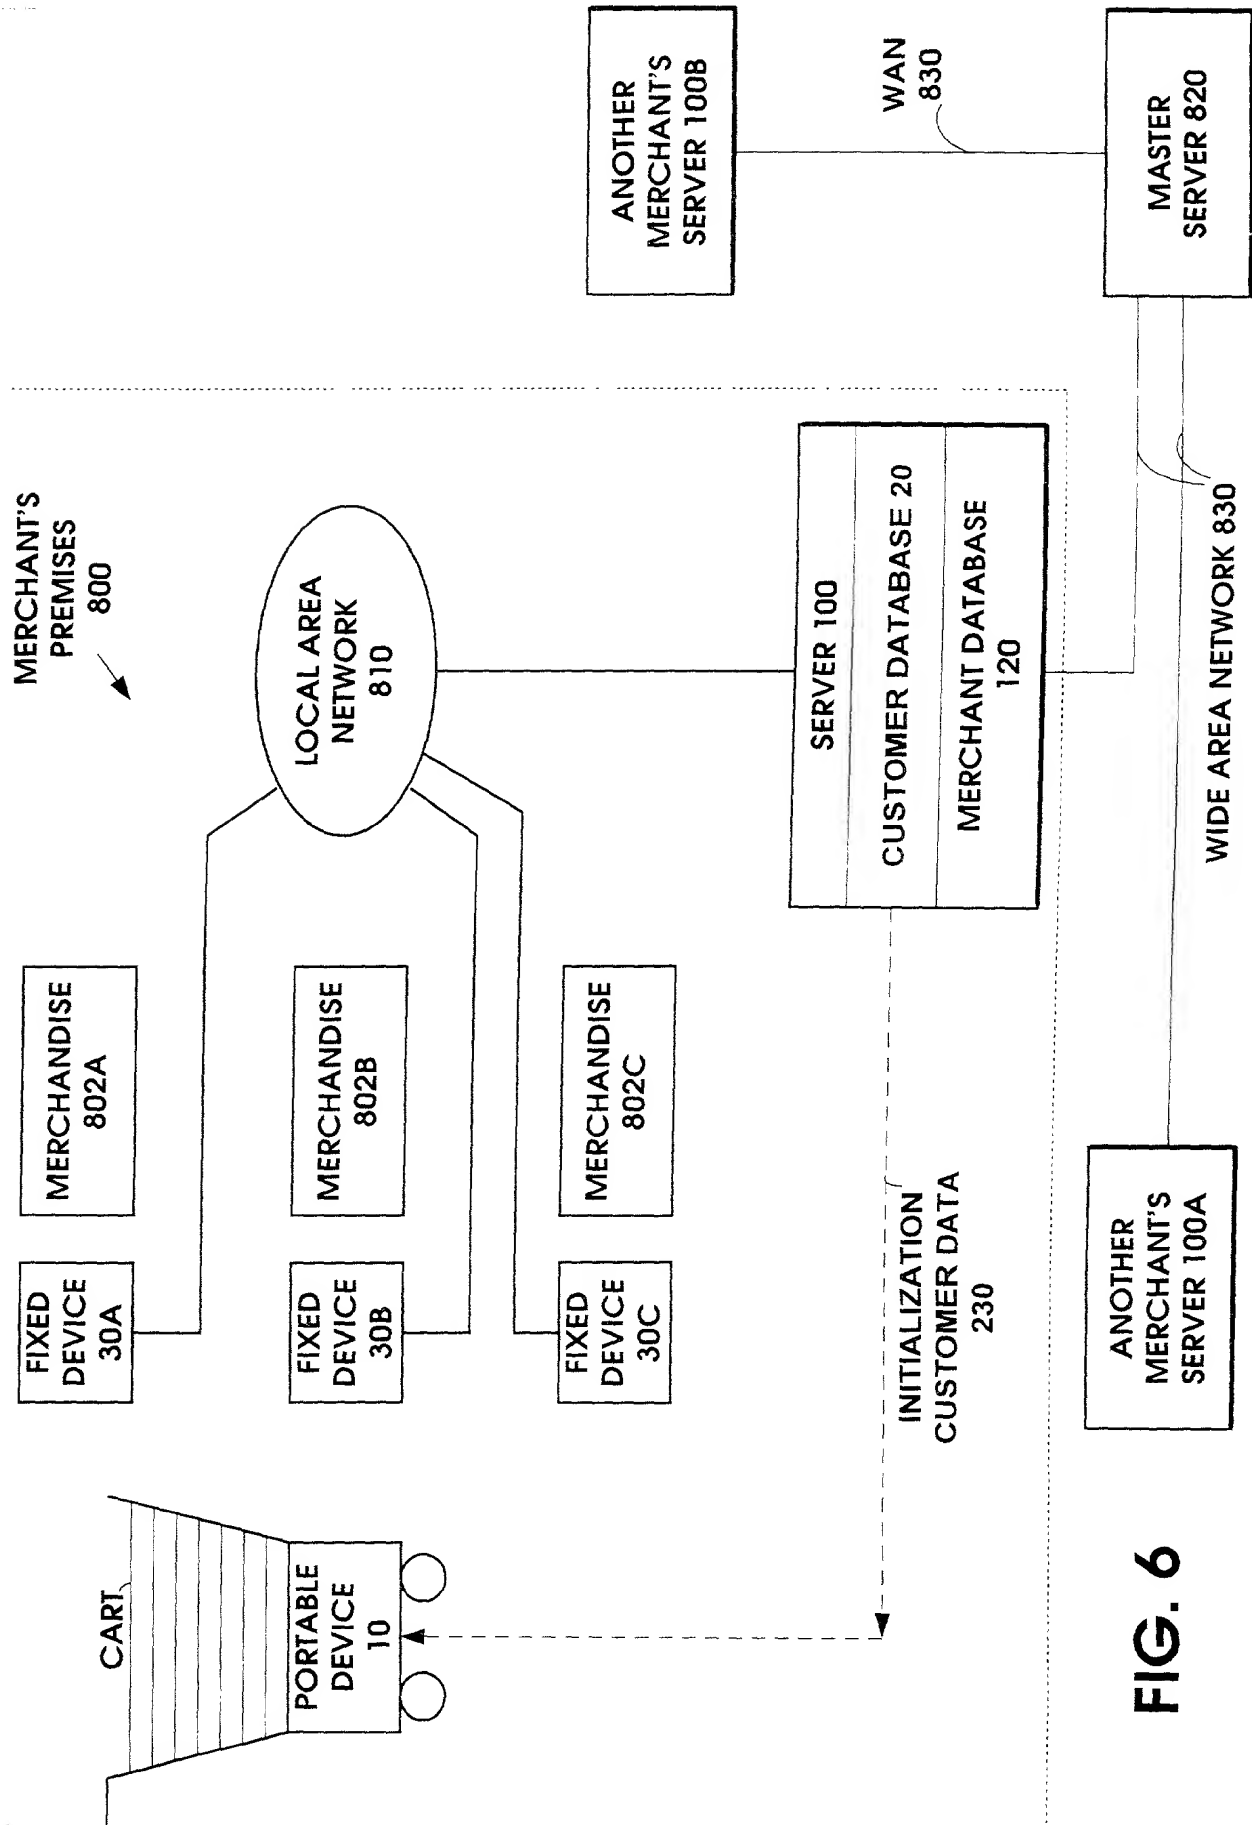 MERCHANT'S
PREMISES
800
CART
PORTABLE
DEVICE
10
FIXED
DEVICE
30A
MERCHANDISE
802A
FIXED
DEVICE
30B
MERCHANDISE
802B
FIXED
DEVICE
30C
MERCHANDISE
802C
LOCAL AREA
NETWORK
810
SERVER 100
CUSTOMER DATABASE 20
MERCHANT DATABASE
120
INITIALIZATION
CUSTOMER DATA
230
ANOTHER
MERCHANT'S
SERVER 100B
WAN
830
MASTER
SERVER 820
WIDE AREA NETWORK 830
ANOTHER
MERCHANT'S
SERVER 100A
FIG. 6